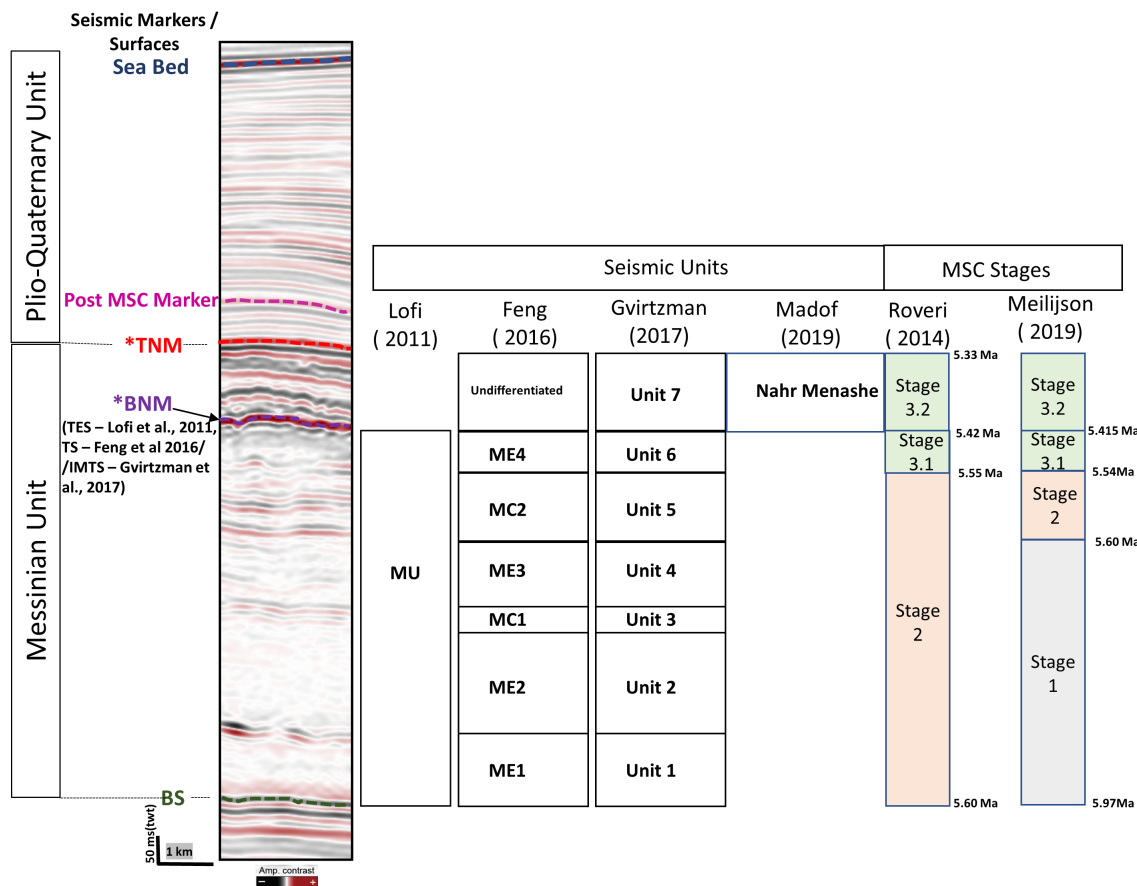 Seismic Markers /
Surfaces
Sea Bed
Plio-Quaternary Unit
Post MSC Marker
*TNM
*BNM
(TES – Lofi et al., 2011,
TS – Feng et al 2016/
/IMTS – Gvirtzman et
al., 2017)
Messinian Unit
BS
50 ms(twt)
1 km
Amp. contrast
− +
Seismic Units
MSC Stages
Lofi
( 2011)
Feng
( 2016)
Gvirtzman
(2017)
Madof
(2019)
Roveri
(2014)
Meilijson
( 2019)
MU
Undifferentiated
ME4
MC2
ME3
MC1
ME2
ME1
Unit 7
Unit 6
Unit 5
Unit 4
Unit 3
Unit 2
Unit 1
Nahr Menashe
Stage
3.2
Stage
3.1
Stage
2
5.33 Ma
5.42 Ma
5.55 Ma
5.60 Ma
Stage
3.2
Stage
3.1
Stage
2
Stage
1
5.415 Ma
5.54Ma
5.60 Ma
5.97Ma